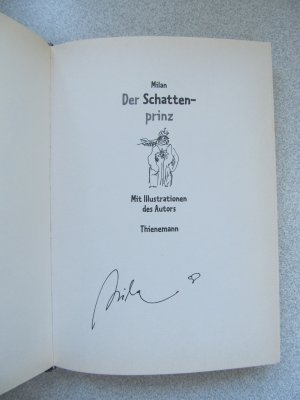 Milan
Der Schatten-
prinz
Mit Illustrationen
des Autors
Thienemann